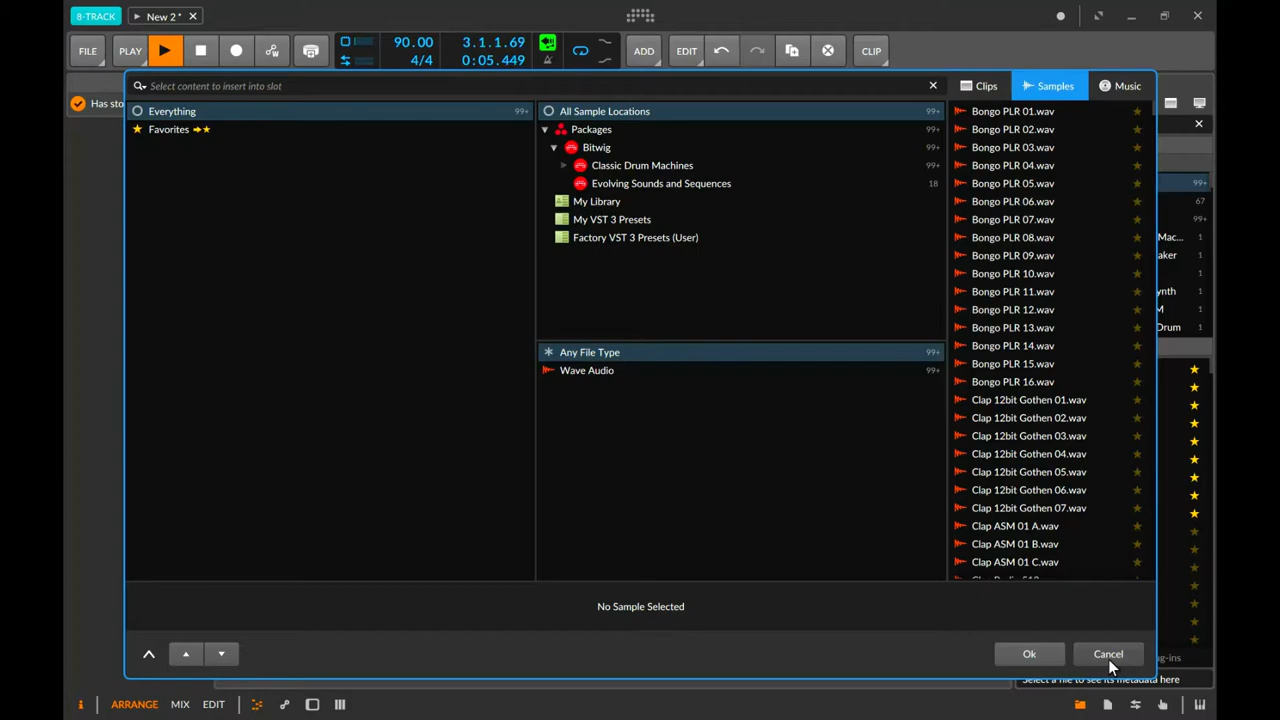 8-TRACK New 2*
FILE PLAY 90.00 3.1.1.69 ADD EDIT CLIP
4/4 0:05.449
Select content to insert into slot Clips Samples Music
Has sto
Everything 99+
Favorites
All Sample Locations 99+
Packages 99+
Bitwig 99+
Classic Drum Machines 99+
Evolving Sounds and Sequences 18
My Library
My VST 3 Presets
Factory VST 3 Presets (User)
Any File Type 99+
Wave Audio 99+
Bongo PLR 01.wav
Bongo PLR 02.wav
Bongo PLR 03.wav
Bongo PLR 04.wav
Bongo PLR 05.wav
Bongo PLR 06.wav
Bongo PLR 07.wav
Bongo PLR 08.wav
Bongo PLR 09.wav
Bongo PLR 10.wav
Bongo PLR 11.wav
Bongo PLR 12.wav
Bongo PLR 13.wav
Bongo PLR 14.wav
Bongo PLR 15.wav
Bongo PLR 16.wav
Clap 12bit Gothen 01.wav
Clap 12bit Gothen 02.wav
Clap 12bit Gothen 03.wav
Clap 12bit Gothen 04.wav
Clap 12bit Gothen 05.wav
Clap 12bit Gothen 06.wav
Clap 12bit Gothen 07.wav
Clap ASM 01 A.wav
Clap ASM 01 B.wav
Clap ASM 01 C.wav
99+
67
99+
Mac... 1
aker 1
1
ynth 1
M 1
Drum 1
No Sample Selected
Ok Cancel
ug-ins
Select a file to see its metadata here
ARRANGE MIX EDIT